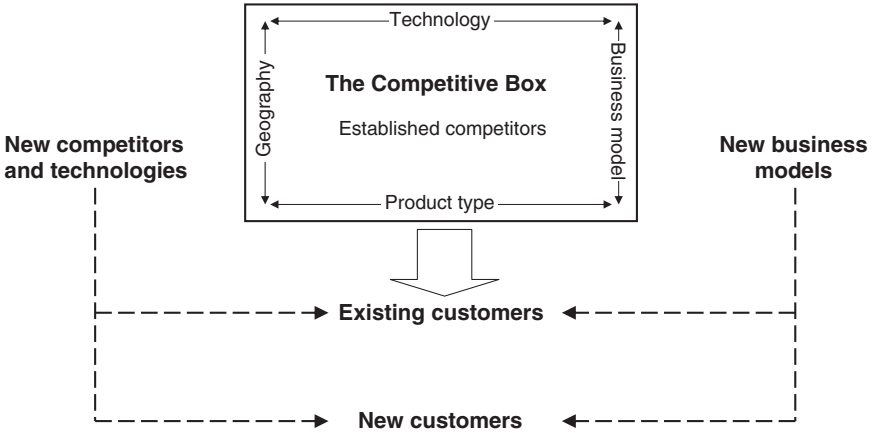 Technology
Geography
The Competitive Box
Established competitors
Business model
Product type
New competitors
and technologies
New business
models
Existing customers
New customers